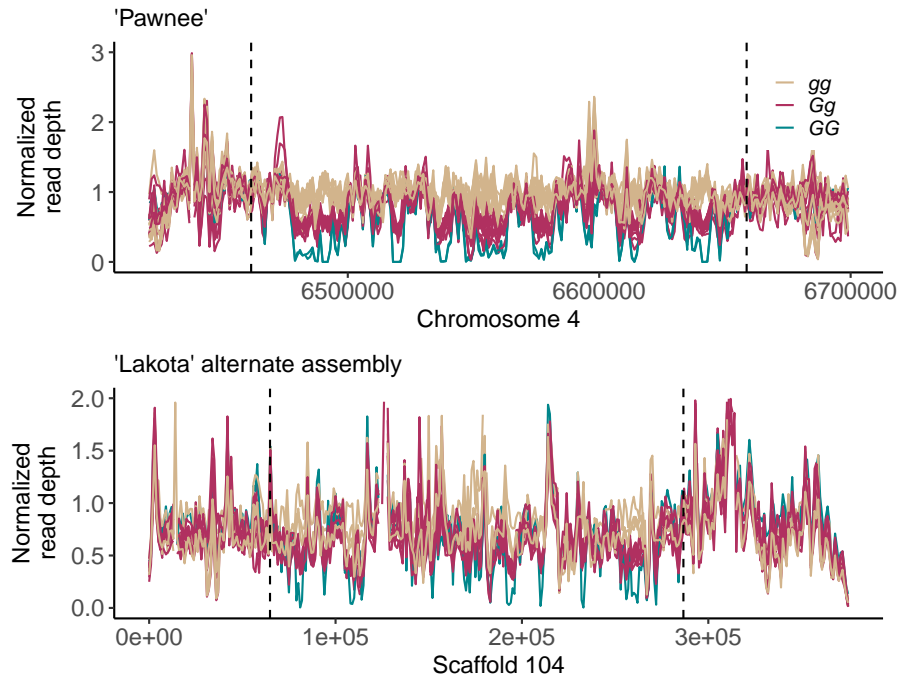 'Pawnee'
3
2
1
0
Normalized
read depth
gg
Gg
GG
6500000 6600000 6700000
Chromosome 4
'Lakota' alternate assembly
2.0
1.5
1.0
0.5
0.0
Normalized
read depth
0e+00 1e+05 2e+05 3e+05
Scaffold 104